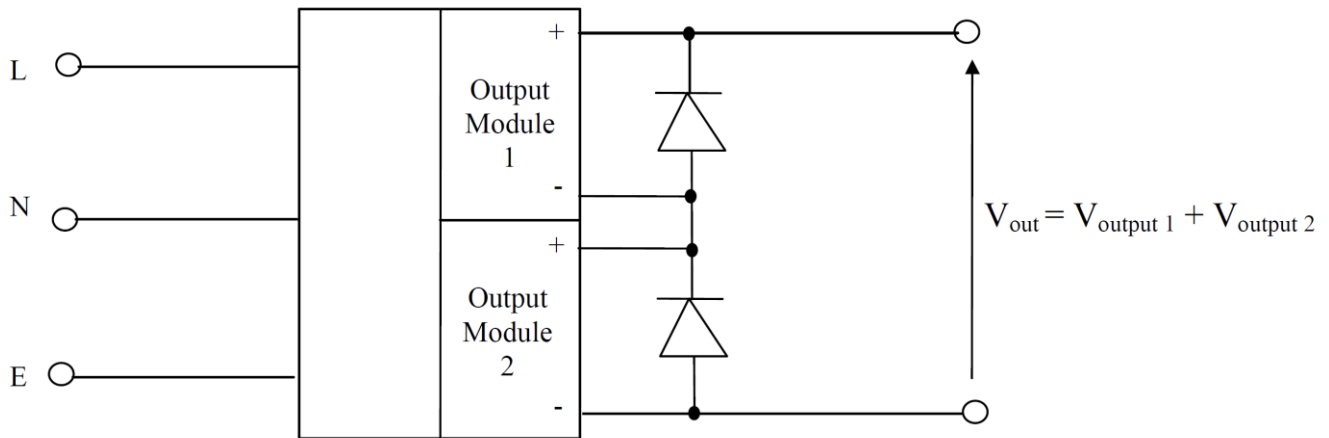 L
N
E
+
Output
Module
1
-
+
Output
Module
2
-
Vout = Voutput 1 + Voutput 2